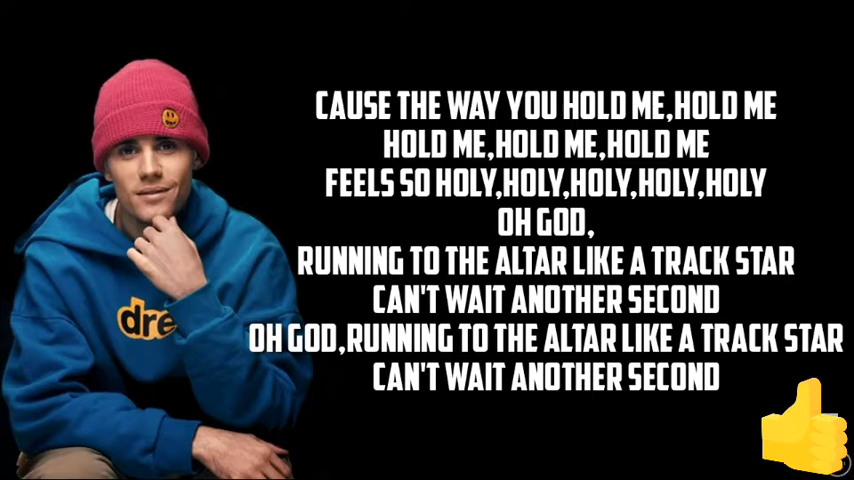 CAUSE THE WAY YOU HOLD ME,HOLD ME
HOLD ME,HOLD ME,HOLD ME
FEELS SO HOLY,HOLY,HOLY,HOLY,HOLY
OH GOD,
RUNNING TO THE ALTAR LIKE A TRACK STAR
CAN'T WAIT ANOTHER SECOND
OH GOD,RUNNING TO THE ALTAR LIKE A TRACK STAR
CAN'T WAIT ANOTHER SECOND
dre